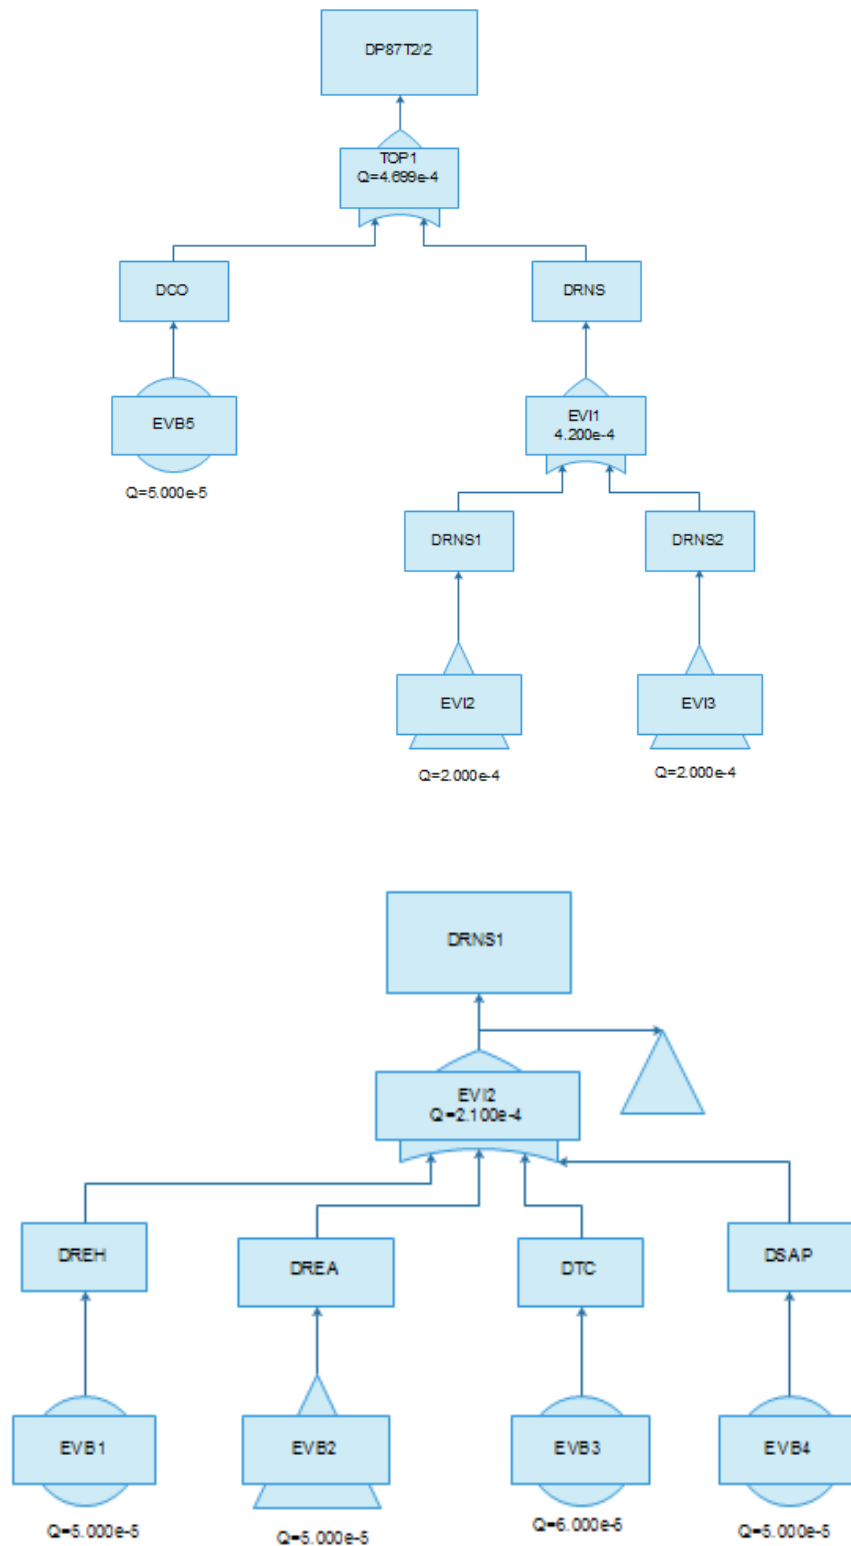 DP87T2/2
TOP1
Q=4.699e-4
DCO
DRNS
EVB5
Q=5.000e-5
EVI1
4.200e-4
DRNS1
DRNS2
EVI2
EVI3
Q=2.000e-4
Q=2.000e-4
DRNS1
EVI2
Q=2.100e-4
DREH
DREA
DTC
DSAP
EVB1
EVB2
EVB3
EVB4
Q=5.000e-5
Q=5.000e-5
Q=6.000e-5
Q=5.000e-5